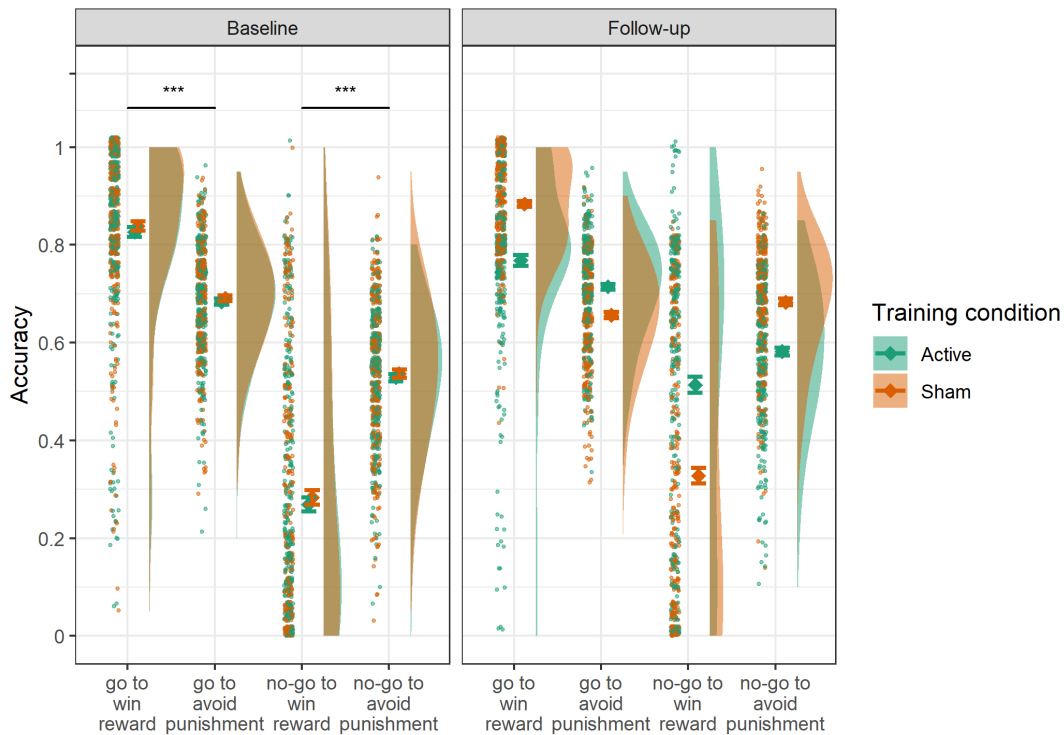 Baseline
Follow-up
***
***
Accuracy
1
0.8
0.6
0.4
0.2
0
go to
win
reward
go to
avoid
punishment
no-go to
win
reward
no-go to
avoid
punishment
go to
win
reward
go to
avoid
punishment
no-go to
win
reward
no-go to
avoid
punishment
Training condition
Active
Sham